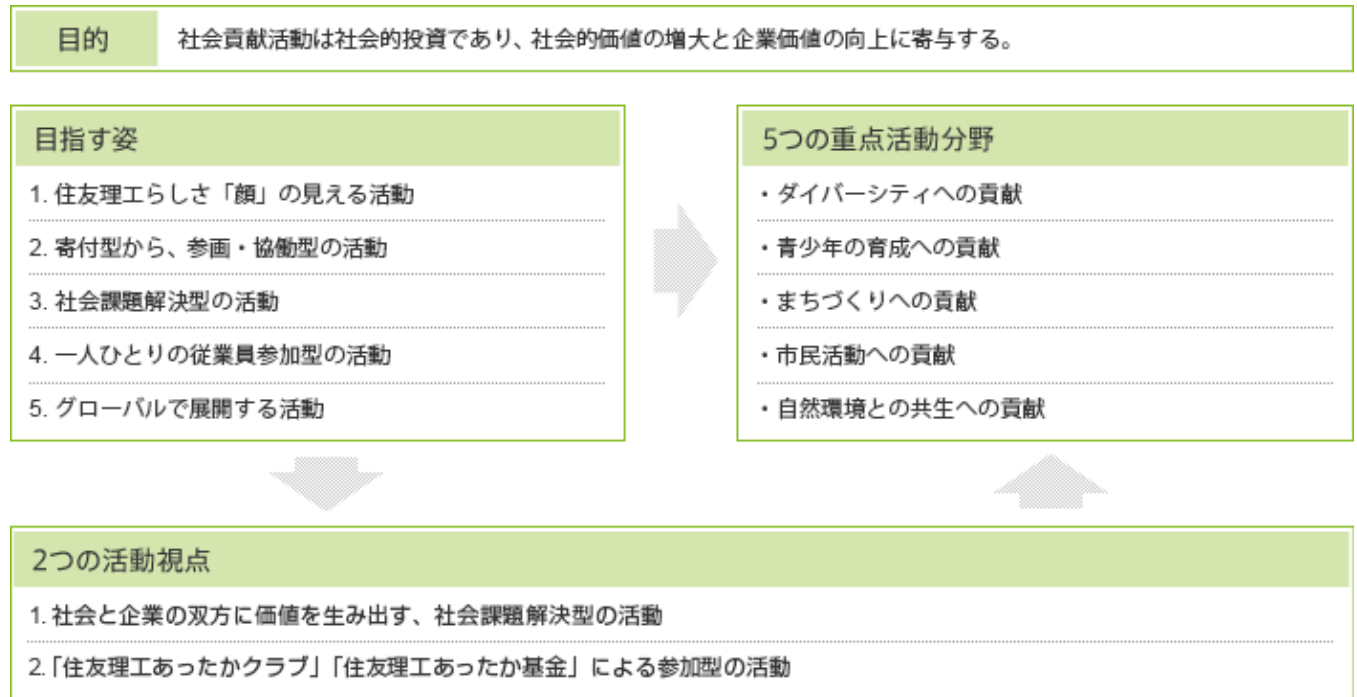 目的
社会貢献活動は社会的投資であり、社会的価値の増大と企業価値の向上に寄与する。
目指す姿
1. 住友理工らしさ「顔」の見える活動
2. 寄付型から、参画・協働型の活動
3. 社会課題解決型の活動
4. 一人ひとりの従業員参加型の活動
5. グローバルで展開する活動
5つの重点活動分野
・ダイバーシティへの貢献
・青少年の育成への貢献
・まちづくりへの貢献
・市民活動への貢献
・自然環境との共生への貢献
2つの活動視点
1. 社会と企業の双方に価値を生み出す、社会課題解決型の活動
2.「住友理工あったかクラブ」「住友理工あったか基金」による参加型の活動